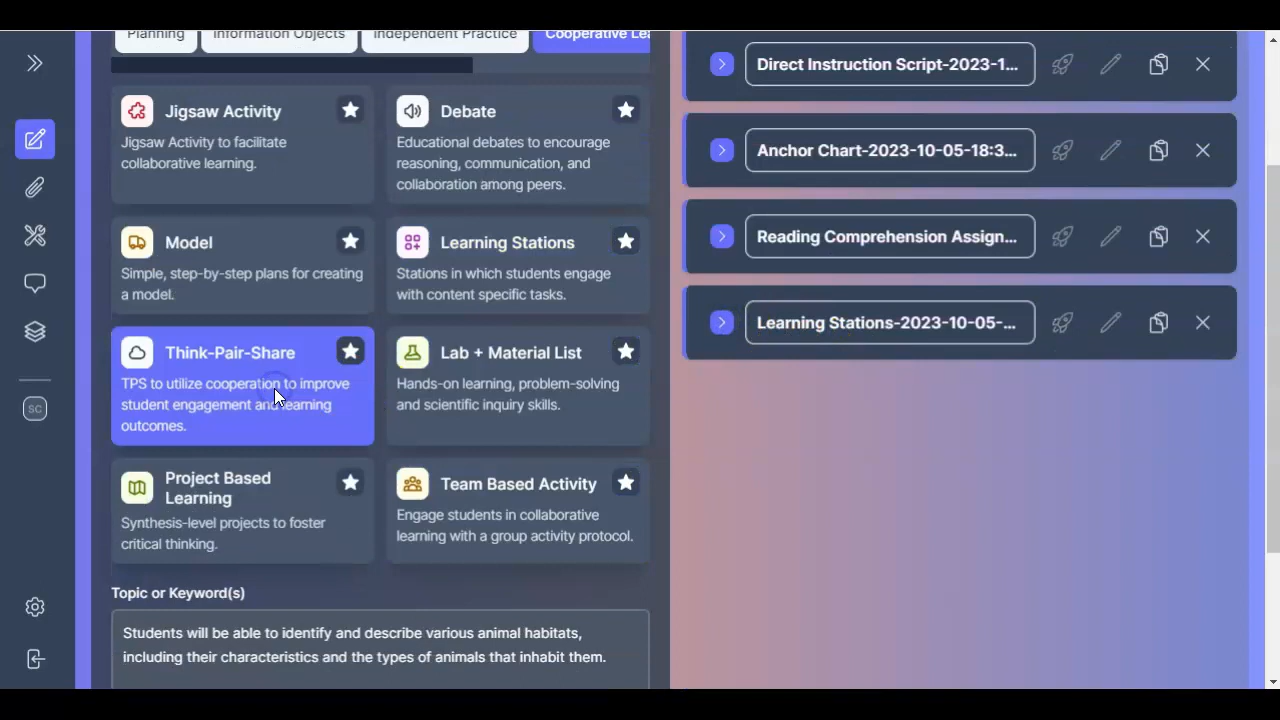 Planning
Information Objects
Independent Practice
Cooperative Lea
Jigsaw Activity
Jigsaw Activity to facilitate
collaborative learning.
Debate
Educational debates to encourage
reasoning, communication, and
collaboration among peers.
Model
Simple, step-by-step plans for creating
a model.
Learning Stations
Stations in which students engage
with content specific tasks.
Think-Pair-Share
TPS to utilize cooperation to improve
student engagement and learning
outcomes.
Lab + Material List
Hands-on learning, problem-solving
and scientific inquiry skills.
Project Based
Learning
Synthesis-level projects to foster
critical thinking.
Team Based Activity
Engage students in collaborative
learning with a group activity protocol.
Topic or Keyword(s)
Students will be able to identify and describe various animal habitats,
including their characteristics and the types of animals that inhabit them.
Direct Instruction Script-2023-1...
Anchor Chart-2023-10-05-18:3...
Reading Comprehension Assign...
Learning Stations-2023-10-05-...
SC